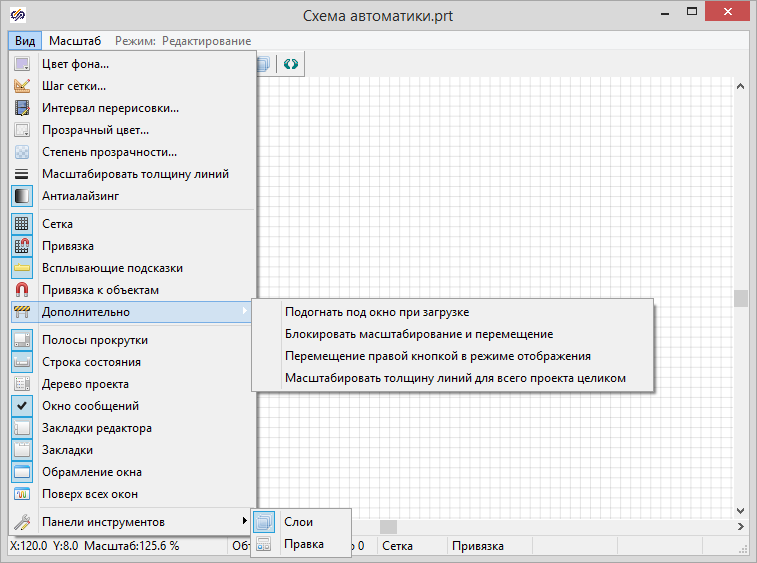 Схема автоматики.prt
Вид Масштаб Режим: Редактирование
Цвет фона...
Шаг сетки...
Интервал перерисовки...
Прозрачный цвет...
Степень прозрачности...
Масштабировать толщину линий
Антиалайзинг
Сетка
Привязка
Всплывающие подсказки
Привязка к объектам
Дополнительно
Подогнать под окно при загрузке
Блокировать масштабирование и перемещение
Перемещение правой кнопкой в режиме отображения
Масштабировать толщину линий для всего проекта целиком
Полосы прокрутки
Строка состояния
Дерево проекта
Окно сообщений
Закладки редактора
Закладки
Обрамление окна
Поверх всех окон
Панели инструментов
Слои
Правка
X:120.0 Y:8.0 Масштаб:125.6 % 0 Сетка Привязка